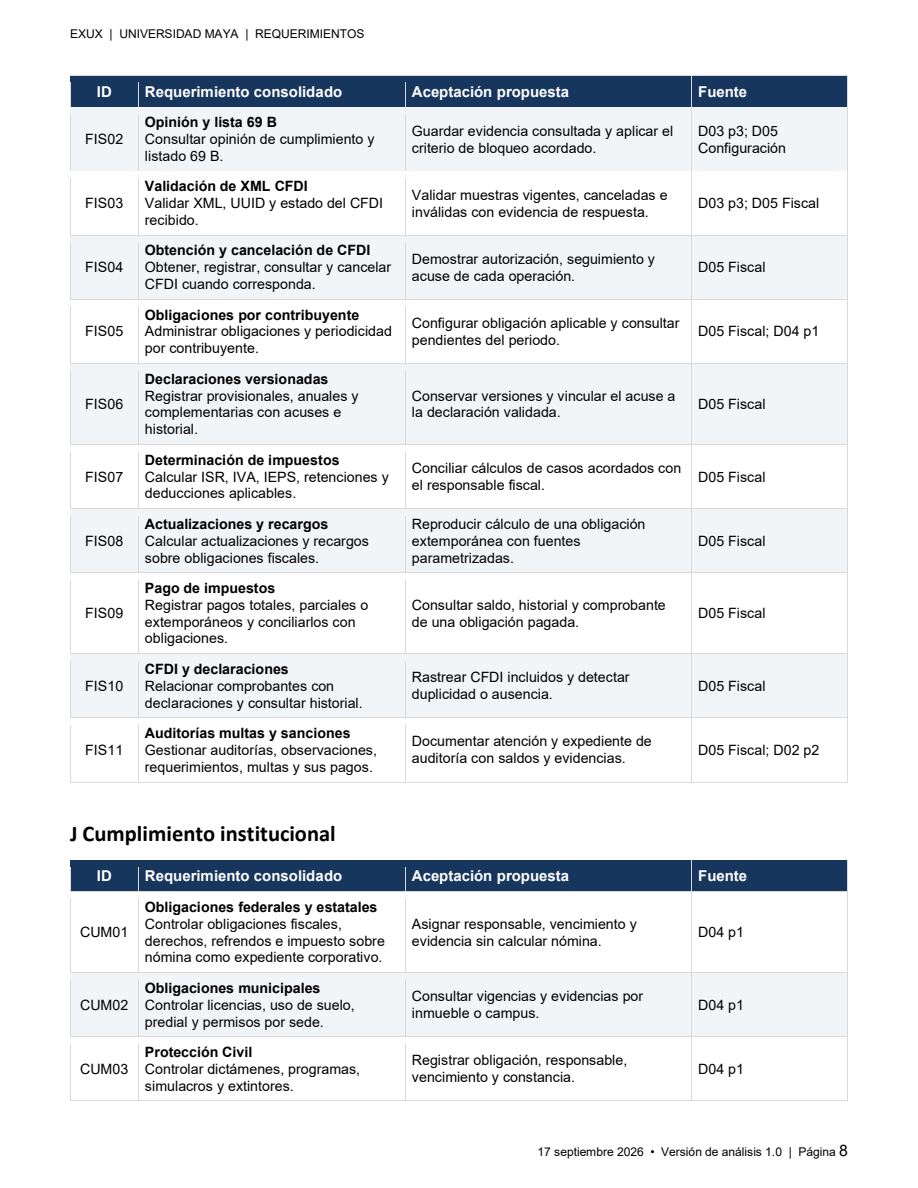 EXUX | UNIVERSIDAD MAYA | REQUERIMIENTOS
ID Requerimiento consolidado Aceptación propuesta Fuente
FIS02
Opinión y lista 69 B
Consultar opinión de cumplimiento y
listado 69 B.
Guardar evidencia consultada y aplicar el
criterio de bloqueo acordado.
D03 p3; D05
Configuración
FIS03
Validación de XML CFDI
Validar XML, UUID y estado del CFDI
recibido.
Validar muestras vigentes, canceladas e
inválidas con evidencia de respuesta.
D03 p3; D05 Fiscal
FIS04
Obtención y cancelación de CFDI
Obtener, registrar, consultar y cancelar
CFDI cuando corresponda.
Demostrar autorización, seguimiento y
acuse de cada operación.
D05 Fiscal
FIS05
Obligaciones por contribuyente
Administrar obligaciones y periodicidad
por contribuyente.
Configurar obligación aplicable y consultar
pendientes del periodo.
D05 Fiscal; D04 p1
FIS06
Declaraciones versionadas
Registrar provisionales, anuales y
complementarias con acuses e
historial.
Conservar versiones y vincular el acuse a
la declaración validada.
D05 Fiscal
FIS07
Determinación de impuestos
Calcular ISR, IVA, IEPS, retenciones y
deducciones aplicables.
Conciliar cálculos de casos acordados con
el responsable fiscal.
D05 Fiscal
FIS08
Actualizaciones y recargos
Calcular actualizaciones y recargos
sobre obligaciones fiscales.
Reproducir cálculo de una obligación
extemporánea con fuentes
parametrizadas.
D05 Fiscal
FIS09
Pago de impuestos
Registrar pagos totales, parciales o
extemporáneos y conciliarlos con
obligaciones.
Consultar saldo, historial y comprobante
de una obligación pagada.
D05 Fiscal
FIS10
CFDI y declaraciones
Relacionar comprobantes con
declaraciones y consultar historial.
Rastrear CFDI incluidos y detectar
duplicidad o ausencia.
D05 Fiscal
FIS11
Auditorías multas y sanciones
Gestionar auditorías, observaciones,
requerimientos, multas y sus pagos.
Documentar atención y expediente de
auditoría con saldos y evidencias.
D05 Fiscal; D02 p2
J Cumplimiento institucional
ID Requerimiento consolidado Aceptación propuesta Fuente
CUM01
Obligaciones federales y estatales
Controlar obligaciones fiscales,
derechos, refrendos e impuesto sobre
nómina como expediente corporativo.
Asignar responsable, vencimiento y
evidencia sin calcular nómina.
D04 p1
CUM02
Obligaciones municipales
Controlar licencias, uso de suelo,
predial y permisos por sede.
Consultar vigencias y evidencias por
inmueble o campus.
D04 p1
CUM03
Protección Civil
Controlar dictámenes, programas,
simulacros y extintores.
Registrar obligación, responsable,
vencimiento y constancia.
D04 p1
17 septiembre 2026 • Versión de análisis 1.0 | Página 8